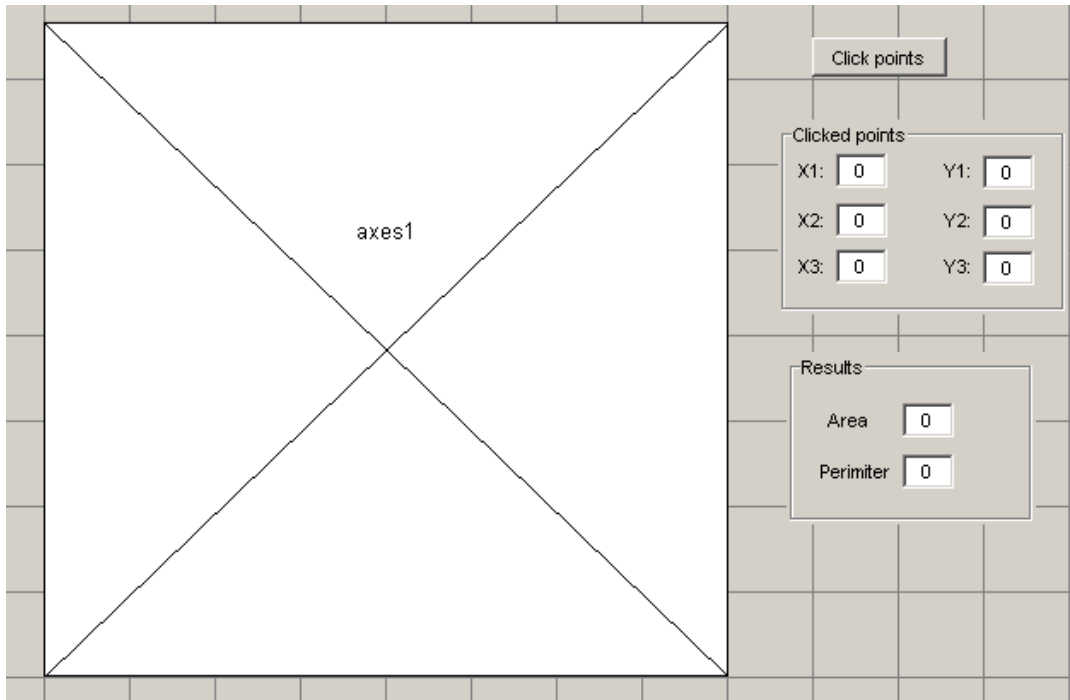 Click points
Clicked points
X1: 0 Y1: 0
X2: 0 Y2: 0
axes1
X3: 0 Y3: 0
Results
Area 0
Perimiter 0